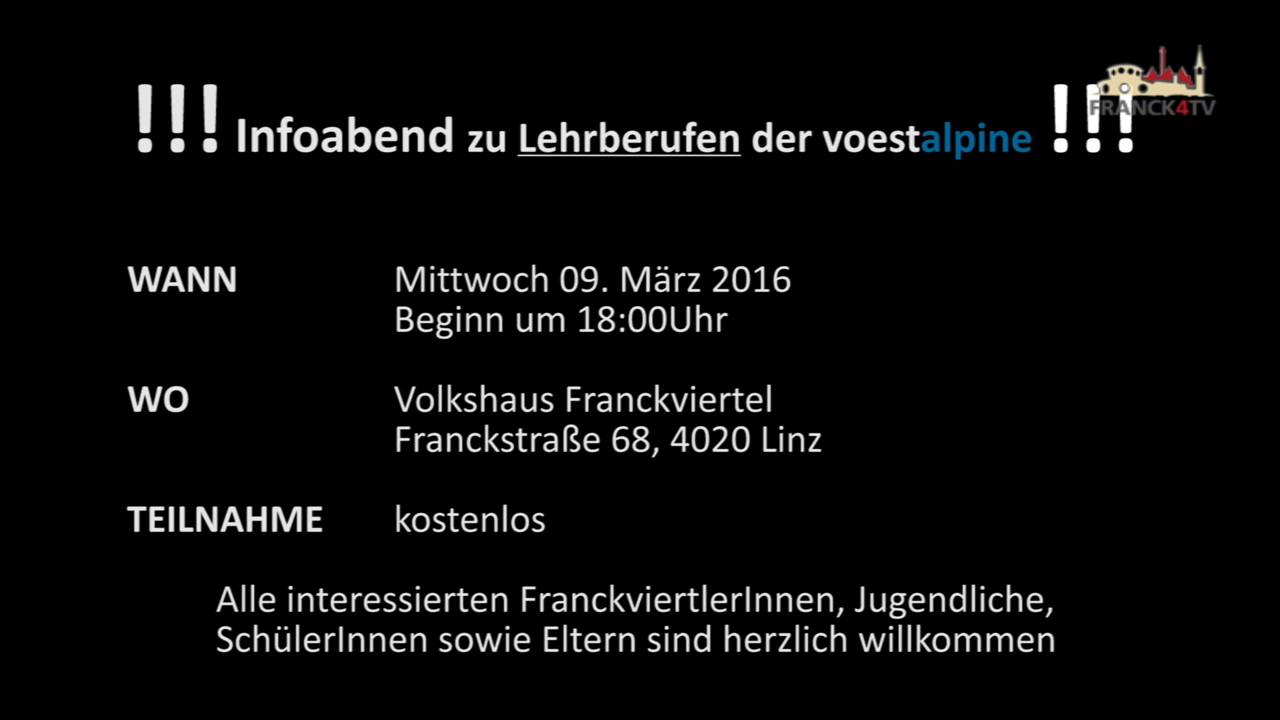 FRANCK4TV
!!! Infoabend zu Lehrberufen der voestalpine !!!
WANN Mittwoch 09. März 2016
Beginn um 18:00Uhr
WO Volkshaus Franckviertel
Franckstraße 68, 4020 Linz
TEILNAHME kostenlos
Alle interessierten FranckviertlerInnen, Jugendliche,
SchülerInnen sowie Eltern sind herzlich willkommen